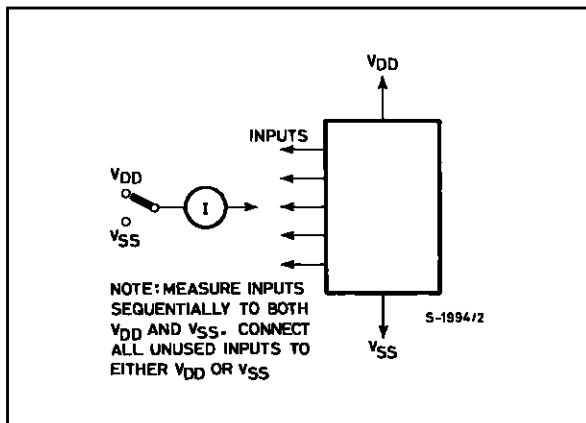 VDD
INPUTS
VDD
I
VSS
NOTE: MEASURE INPUTS
SEQUENTIALLY TO BOTH
VDD AND VSS. CONNECT
ALL UNUSED INPUTS TO
EITHER VDD OR VSS
S-1994/2
VSS